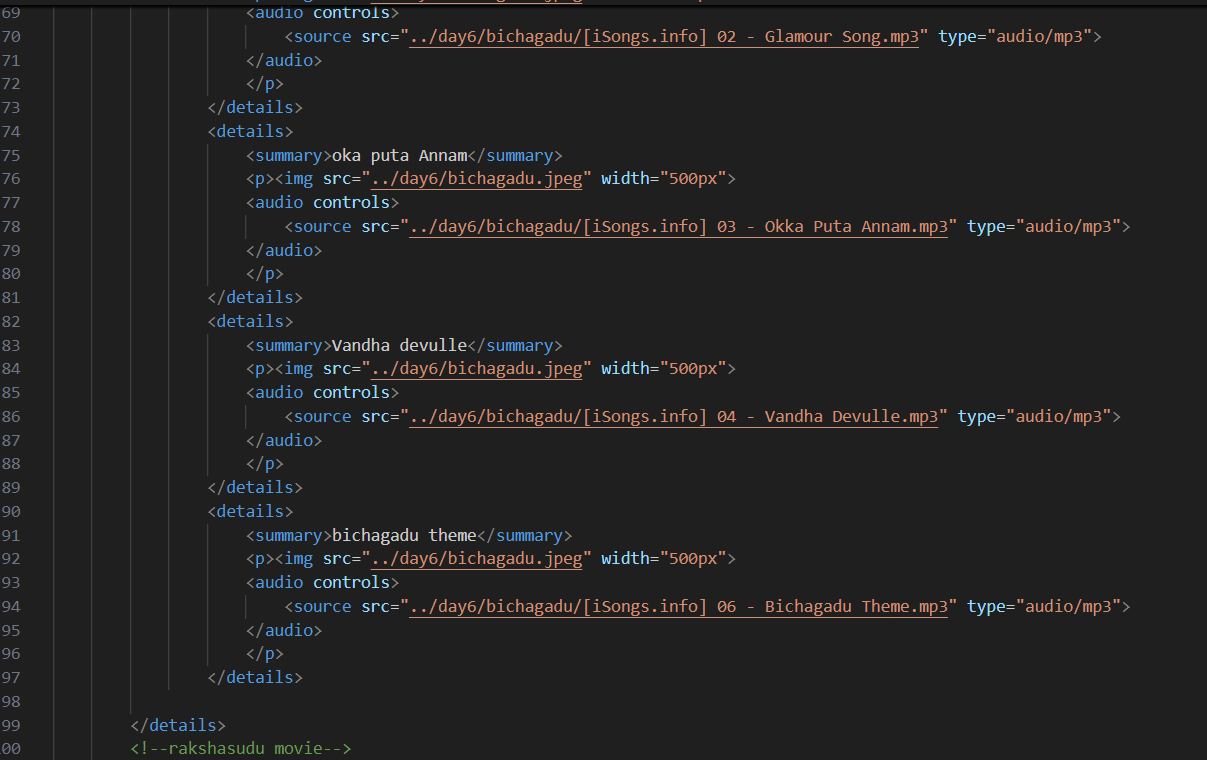 69 <audio controls>
70 <source src="../day6/bichagadu/[iSongs.info] 02 - Glamour Song.mp3" type="audio/mp3">
71 </audio>
72 </p>
73 </details>
74 <details>
75 <summary>oka puta Annam</summary>
76 <p><img src="../day6/bichagadu.jpeg" width="500px">
77 <audio controls>
78 <source src="../day6/bichagadu/[iSongs.info] 03 - Okka Puta Annam.mp3" type="audio/mp3">
79 </audio>
80 </p>
81 </details>
82 <details>
83 <summary>Vandha devulle</summary>
84 <p><img src="../day6/bichagadu.jpeg" width="500px">
85 <audio controls>
86 <source src="../day6/bichagadu/[iSongs.info] 04 - Vandha Devulle.mp3" type="audio/mp3">
87 </audio>
88 </p>
89 </details>
90 <details>
91 <summary>bichagadu theme</summary>
92 <p><img src="../day6/bichagadu.jpeg" width="500px">
93 <audio controls>
94 <source src="../day6/bichagadu/[iSongs.info] 06 - Bichagadu Theme.mp3" type="audio/mp3">
95 </audio>
96 </p>
97 </details>
98
99 </details>
00 <!--rakshasudu movie-->